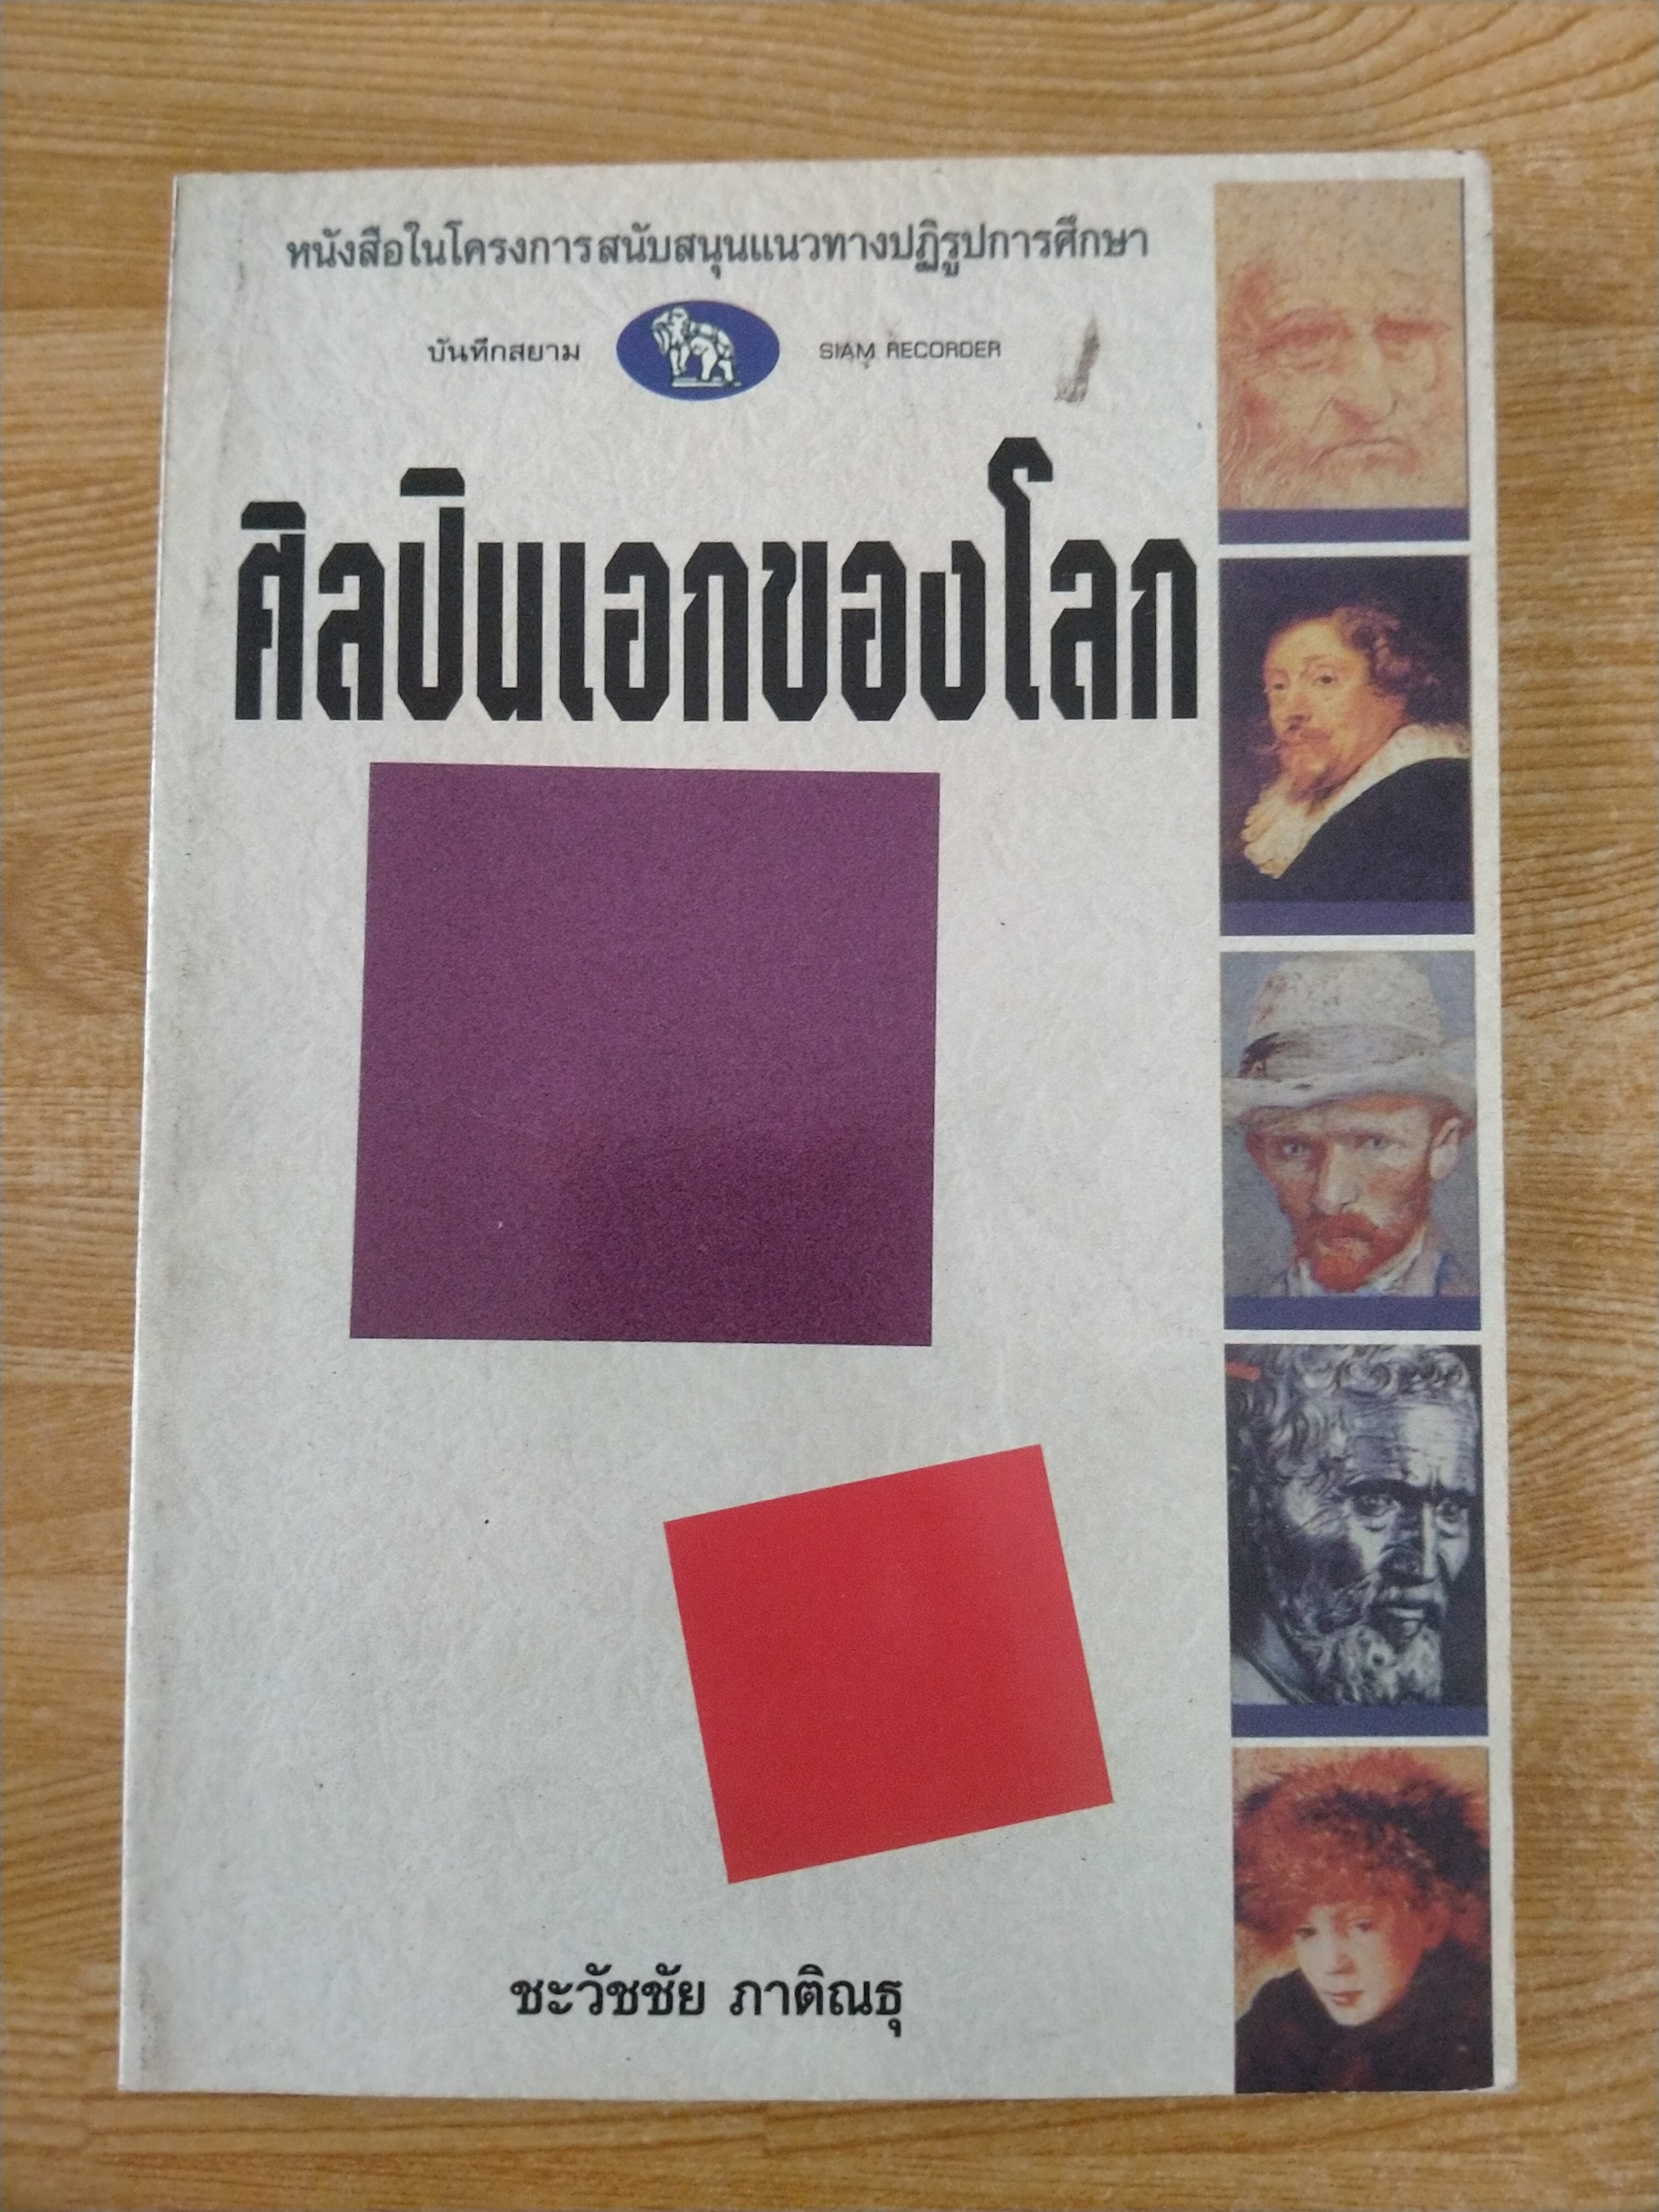 หนังสือในโครงการสนับสนุนแนวทางปฏิรูปการศึกษา
บันทึกสยาม SIAM RECORDER
ศิลปินเอกของโลก
ชะวัชชัย ภาติณธุ